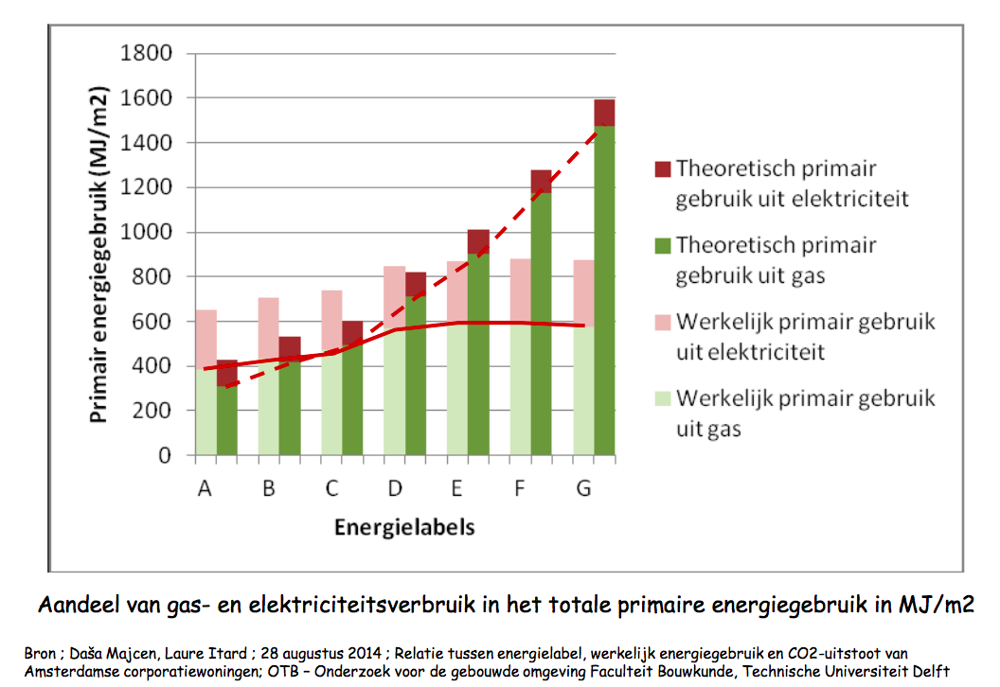 Primair energiegebruik (MJ/m2)
1800
1600
1400
1200
1000
800
600
400
200
0
A B C D E F G
Energielabels
Theoretisch primair
gebruik uit elektriciteit
Theoretisch primair
gebruik uit gas
Werkelijk primair gebruik
uit elektriciteit
Werkelijk primair gebruik
uit gas
Aandeel van gas- en elektriciteitsverbruik in het totale primaire energiegebruik in MJ/m2
Bron ; Daša Majcen, Laure Itard ; 28 augustus 2014 ; Relatie tussen energielabel, werkelijk energiegebruik en CO2-uitstoot van
Amsterdamse corporatiewoningen; OTB – Onderzoek voor de gebouwde omgeving Faculteit Bouwkunde, Technische Universiteit Delft